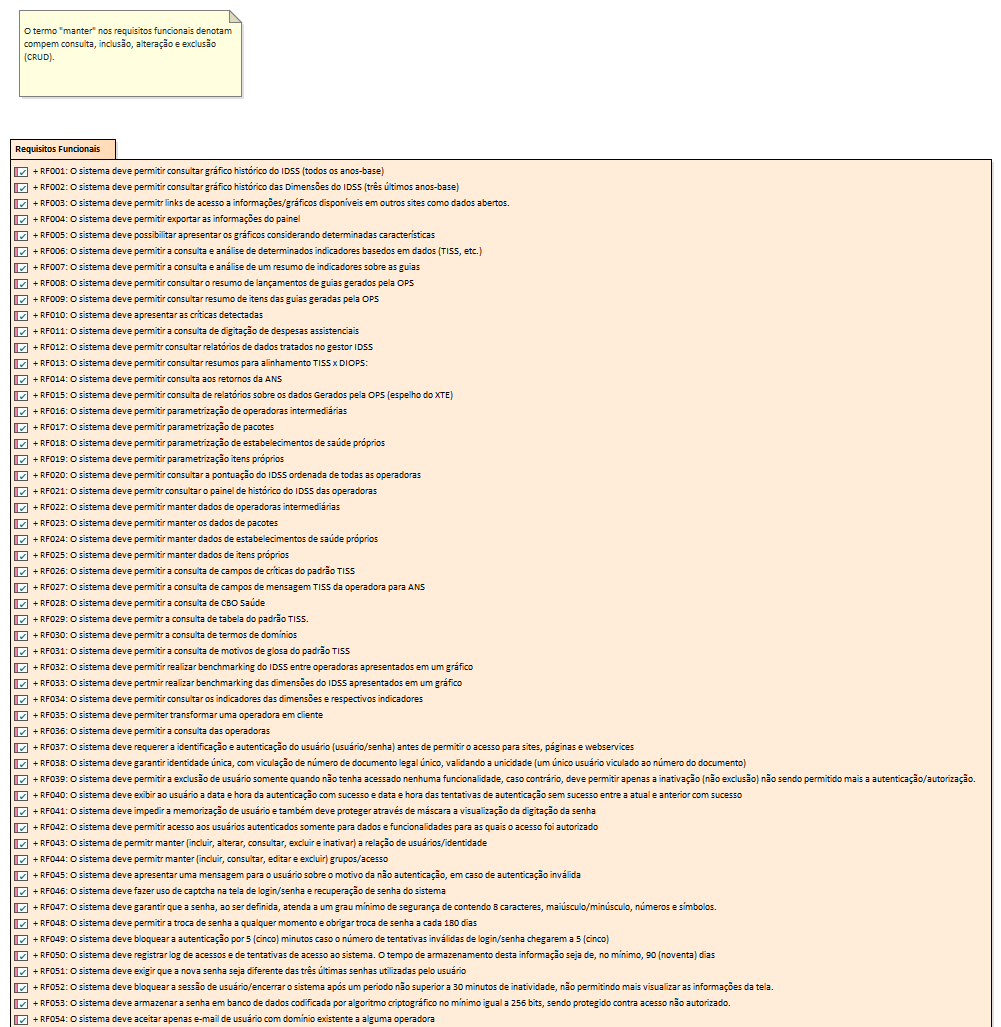 O termo "manter" nos requisitos funcionais denotam
compem consulta, inclusão, alteração e exclusão
(CRUD).
Requisitos Funcionais
+ RF001: O sistema deve permitir consultar gráfico histórico do IDSS (todos os anos-base)
+ RF002: O sistema deve permitir consultar gráfico histórico das Dimensões do IDSS (três últimos anos-base)
+ RF003: O sistema deve permtir links de acesso a informações/gráficos disponíveis em outros sites como dados abertos.
+ RF004: O sistema deve permitir exportar as informações do painel
+ RF005: O sistema deve possibilitar apresentar os gráficos considerando determinadas características
+ RF006: O sistema deve permitir a consulta e análise de determinados indicadores basedos em dados (TISS, etc.)
+ RF007: O sistema deve permitir a consulta e análise de um resumo de indicadores sobre as guias
+ RF008: O sistema deve permitir consultar o resumo de lançamentos de guias gerados pela OPS
+ RF009: O sistema deve permitir consultar resumo de itens das guias geradas pela OPS
+ RF010: O sistema deve apresentar as críticas detectadas
+ RF011: O sistema deve permitir a consulta de digitação de despesas assistenciais
+ RF012: O sistema deve permitr consultar relatórios de dados tratados no gestor IDSS
+ RF013: O sistema deve permitir consultar resumos para alinhamento TISS x DIOPS:
+ RF014: O sistema deve permitir consulta aos retornos da ANS
+ RF015: O sistema deve permitir consulta de relatórios sobre os dados Gerados pela OPS (espelho do XTE)
+ RF016: O sistema deve permitir parametrização de operadoras intermediárias
+ RF017: O sistema deve permitir parametrização de pacotes
+ RF018: O sistema deve permitir parametrização de estabelecimentos de saúde próprios
+ RF019: O sistema deve permitir parametrização itens próprios
+ RF020: O sistema deve permitir consultar a pontuação do IDSS ordenada de todas as operadoras
+ RF021: O sistema deve permitr consultar o painel de histórico do IDSS das operadoras
+ RF022: O sistema deve permitir manter dados de operadoras intermediárias
+ RF023: O sistema deve permitir manter os dados de pacotes
+ RF024: O sistema deve permitir manter dados de estabelecimentos de saúde próprios
+ RF025: O sistema deve permitir manter dados de itens próprios
+ RF026: O sistema deve permitir a consulta de campos de críticas do padrão TISS
+ RF027: O sistema deve permitir a consulta de campos de mensagem TISS da operadora para ANS
+ RF028: O sistema deve permitir a consulta de CBO Saúde
+ RF029: O sistema deve permitr a consulta de tabela do padrão TISS.
+ RF030: O sistema deve permitr a consulta de termos de domínios
+ RF031: O sistema deve permitir a consulta de motivos de glosa do padrão TISS
+ RF032: O sistema deve permitir realizar benchmarking do IDSS entre operadoras apresentados em um gráfico
+ RF033: O sistema deve pertmir realizar benchmarking das dimensões do IDSS apresentados em um gráfico
+ RF034: O sistema deve permitir consultar os indicadores das dimensões e respectivos indicadores
+ RF035: O sistema deve permiter transformar uma operadora em cliente
+ RF036: O sistema deve permitir a consulta das operadoras
+ RF037: O sistema deve requerer a identificação e autenticação do usuário (usuário/senha) antes de permitir o acesso para sites, páginas e webservices
+ RF038: O sistema deve garantir identidade única, com viculação de número de documento legal único, validando a unicidade (um único usuário viculado ao número do documento)
+ RF039: O sistema deve permitir a exclusão de usuário somente quando não tenha acessado nenhuma funcionalidade, caso contrário, deve permitir apenas a inativação (não exclusão) não sendo permitido mais a autenticação/autorização.
+ RF040: O sistema deve exibir ao usuário a data e hora da autenticação com sucesso e data e hora das tentativas de autenticação sem sucesso entre a atual e anterior com sucesso
+ RF041: O sistema deve impedir a memorização de usuário e também deve proteger através de máscara a visualização da digitação da senha
+ RF042: O sistema deve permitir acesso aos usuários autenticados somente para dados e funcionalidades para as quais o acesso foi autorizado
+ RF043: O sistema de permitr manter (incluir, alterar, consultar, excluir e inativar) a relação de usuários/identidade
+ RF044: O sistema deve permitr manter (incluir, consultar, editar e excluir) grupos/acesso
+ RF045: O sistema deve apresentar uma mensagem para o usuário sobre o motivo da não autenticação, em caso de autenticação inválida
+ RF046: O sistema deve fazer uso de captcha na tela de login/senha e recuperação de senha do sistema
+ RF047: O sistema deve garantir que a senha, ao ser definida, atenda a um grau mínimo de segurança de contendo 8 caracteres, maiúsculo/minúsculo, números e símbolos.
+ RF048: O sistema deve permitir a troca de senha a qualquer momento e obrigar troca de senha a cada 180 dias
+ RF049: O sistema deve bloquear a autenticação por 5 (cinco) minutos caso o número de tentativas inválidas de login/senha chegarem a 5 (cinco)
+ RF050: O sistema deve registrar log de acessos e de tentativas de acesso ao sistema. O tempo de armazenamento desta informação seja de, no mínimo, 90 (noventa) dias
+ RF051: O sistema deve exigir que a nova senha seja diferente das três últimas senhas utilizadas pelo usuário
+ RF052: O sistema deve bloquear a sessão de usuário/encerrar o sistema após um periodo não superior a 30 minutos de inatividade, não permitindo mais visualizar as informações da tela.
+ RF053: O sistema deve armazenar a senha em banco de dados codificada por algoritmo criptográfico no mínimo igual a 256 bits, sendo protegido contra acesso não autorizado.
+ RF054: O sistema deve aceitar apenas e-mail de usuário com domínio existente a alguma operadora